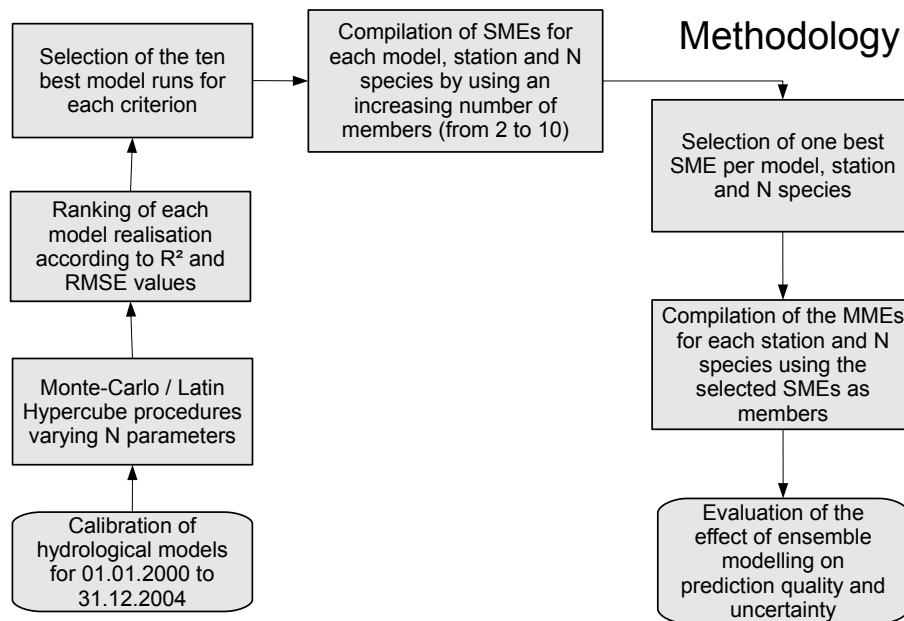 Methodology
Calibration of
hydrological models
for 01.01.2000 to
31.12.2004
Monte-Carlo / Latin
Hypercube procedures
varying N parameters
Ranking of each
model realisation
according to R² and
RMSE values
Selection of the ten
best model runs for
each criterion
Compilation of SMEs for
each model, station and N
species by using an
increasing number of
members (from 2 to 10)
Selection of one best
SME per model, station
and N species
Compilation of the MMEs
for each station and N
species using the
selected SMEs as
members
Evaluation of the
effect of ensemble
modelling on
prediction quality and
uncertainty